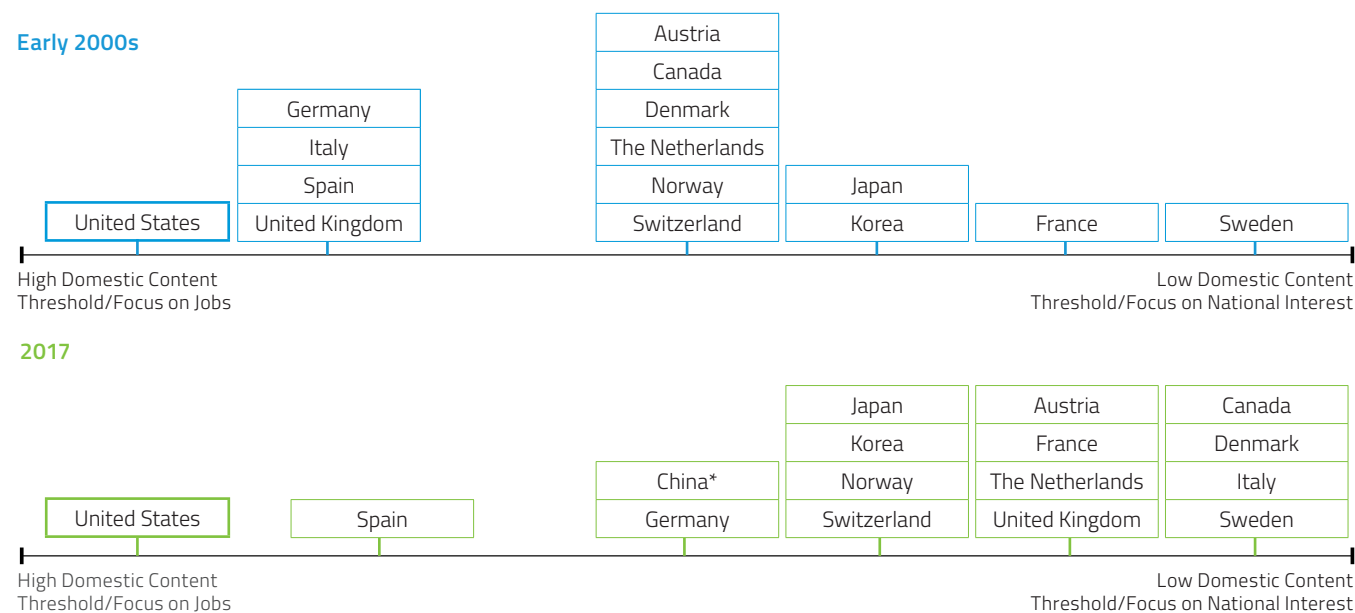 Early 2000s
Austria
Canada
Germany
Denmark
Italy
The Netherlands
Spain
Norway
Japan
United States
United Kingdom
Switzerland
Korea
France
Sweden
High Domestic Content
Threshold/Focus on Jobs
Low Domestic Content
Threshold/Focus on National Interest
2017
Japan
Austria
Canada
Korea
France
Denmark
China*
Norway
The Netherlands
Italy
United States
Spain
Germany
Switzerland
United Kingdom
Sweden
High Domestic Content
Threshold/Focus on Jobs
Low Domestic Content
Threshold/Focus on National Interest